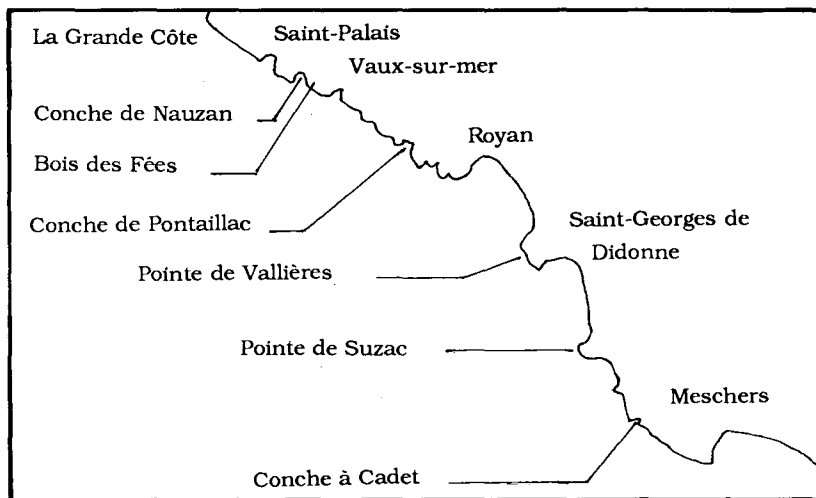 La Grande Côte
Saint-Palais
Vaux-sur-mer
Conche de Nauzan
Royan
Bois des Fées
Conche de Pontaillac
Saint-Georges de
Didonne
Pointe de Vallières
Pointe de Suzac
Meschers
Conche à Cadet